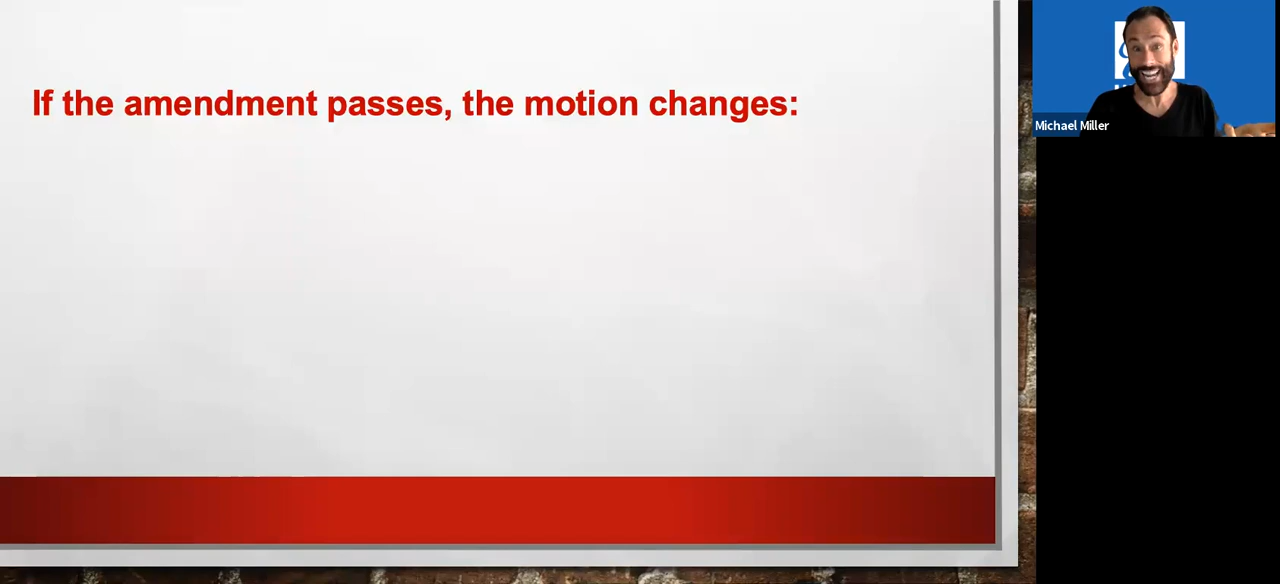 If the amendment passes, the motion changes:
Michael Miller